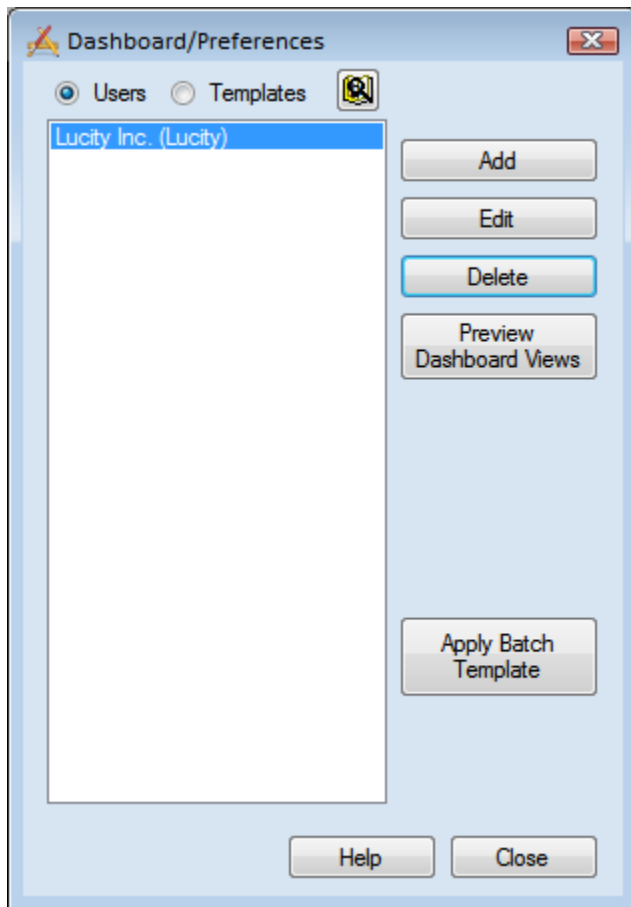 Dashboard/Preferences
Users
Templates
Lucity Inc. (Lucity)
Add
Edit
Delete
Preview
Dashboard Views
Apply Batch
Template
Help
Close